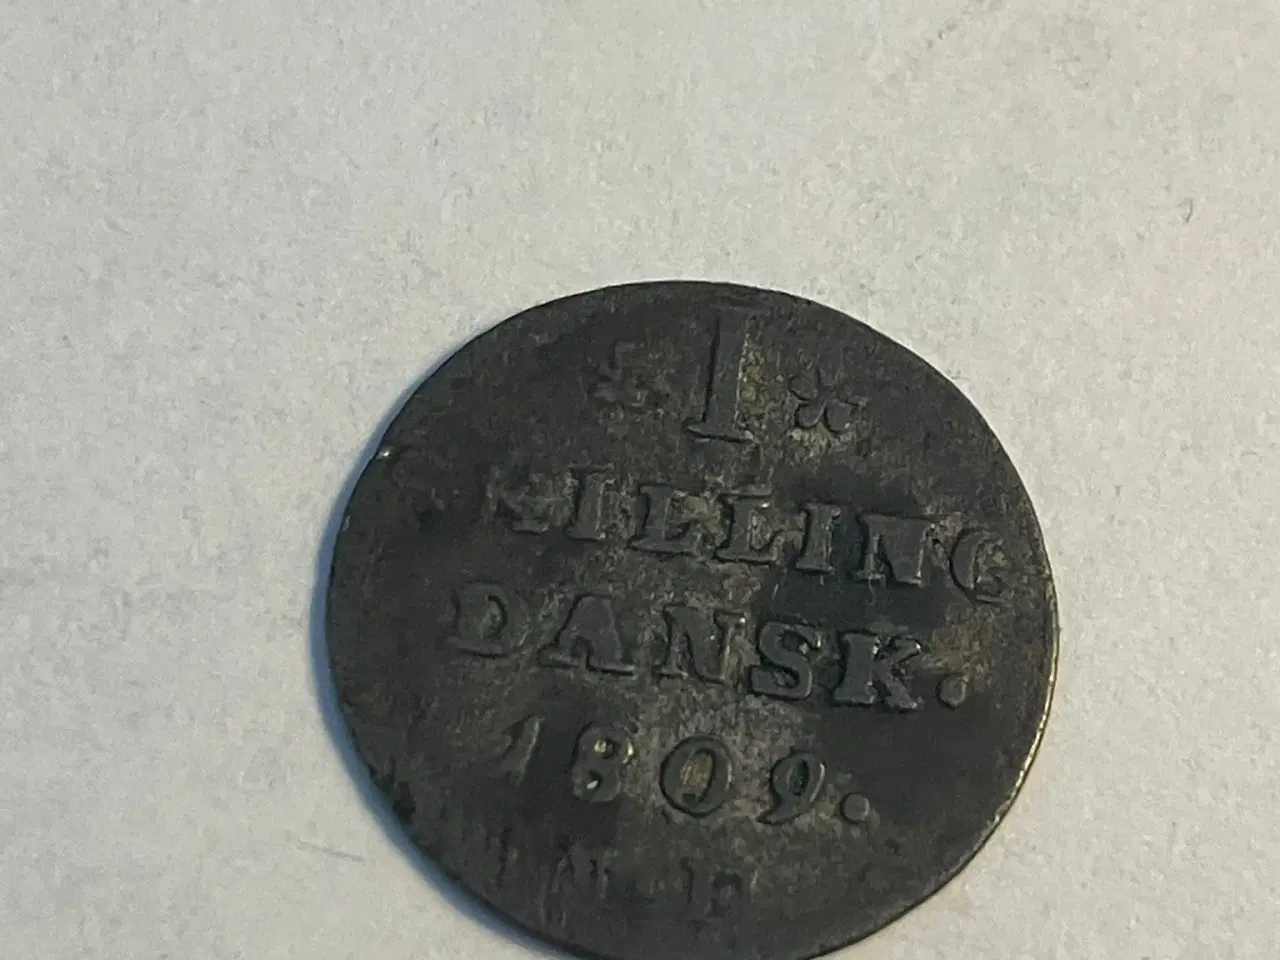 1
SKILLING
DANSK.
1809.
M F